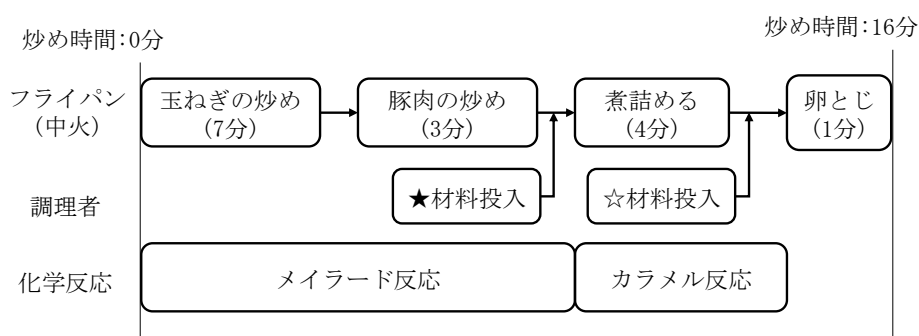 炒め時間：0分
炒め時間：16分
フライパン
（中火）
玉ねぎの炒め
（7分）
豚肉の炒め
（3分）
煮詰める
（4分）
卵とじ
（1分）
調理者
★材料投入
☆材料投入
化学反応
メイラード反応
カラメル反応